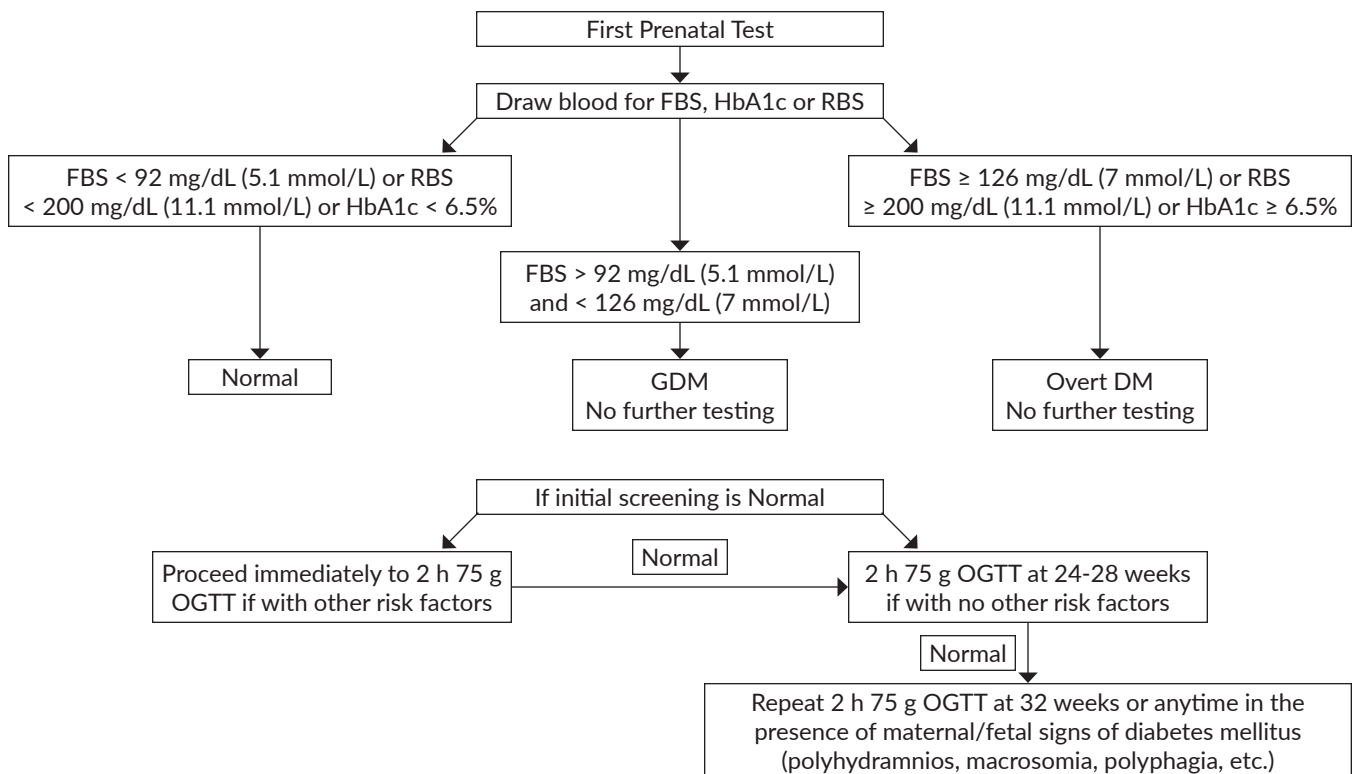 First Prenatal Test
Draw blood for FBS, HbA1c or RBS
FBS < 92 mg/dL (5.1 mmol/L) or RBS
< 200 mg/dL (11.1 mmol/L) or HbA1c < 6.5%
FBS ≥ 126 mg/dL (7 mmol/L) or RBS
≥ 200 mg/dL (11.1 mmol/L) or HbA1c ≥ 6.5%
FBS > 92 mg/dL (5.1 mmol/L)
and < 126 mg/dL (7 mmol/L)
Normal
GDM
No further testing
Overt DM
No further testing
If initial screening is Normal
Proceed immediately to 2 h 75 g
OGTT if with other risk factors
Normal
2 h 75 g OGTT at 24-28 weeks
if with no other risk factors
Normal
Repeat 2 h 75 g OGTT at 32 weeks or anytime in the
presence of maternal/fetal signs of diabetes mellitus
(polyhydramnios, macrosomia, polyphagia, etc.)